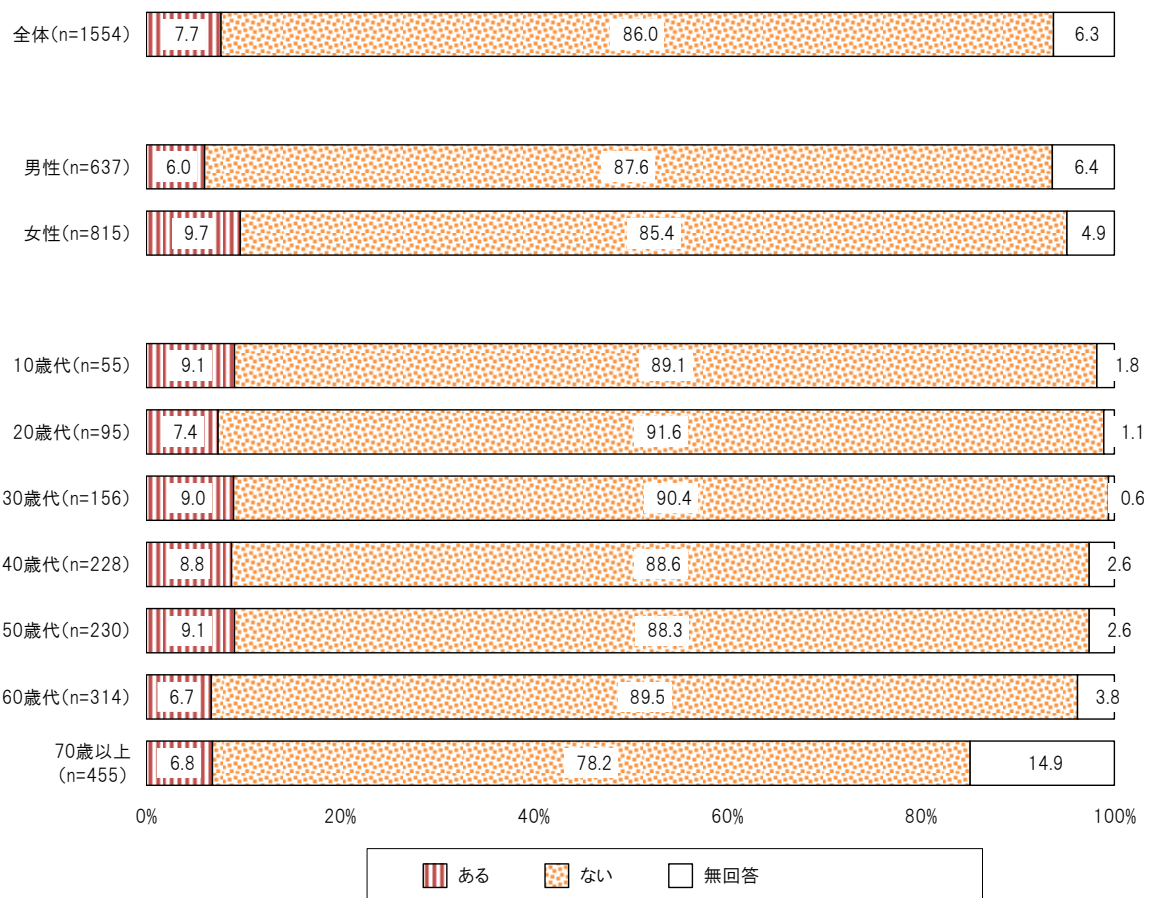 全体(n=1554) 7.7 86.0 6.3
男性(n=637) 6.0 87.6 6.4
女性(n=815) 9.7 85.4 4.9
10歳代(n=55) 9.1 89.1 1.8
20歳代(n=95) 7.4 91.6 1.1
30歳代(n=156) 9.0 90.4 0.6
40歳代(n=228) 8.8 88.6 2.6
50歳代(n=230) 9.1 88.3 2.6
60歳代(n=314) 6.7 89.5 3.8
70歳以上
(n=455) 6.8 78.2 14.9
0% 20% 40% 60% 80% 100%
ある ない 無回答